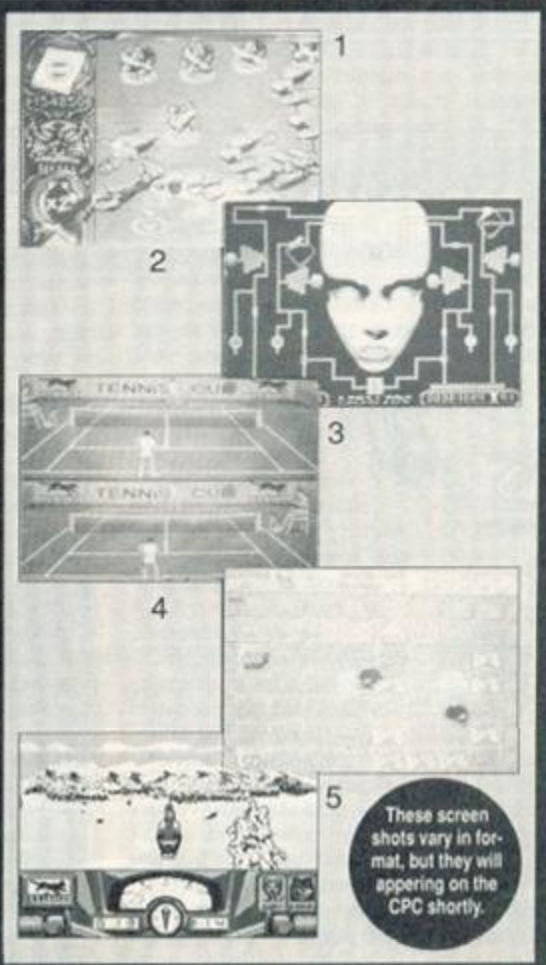 1
2
3
TENNIS CUP
TENNIS CUP
4
5
These screen
shots vary in for-
mat, but they will
appering on the
CPC shortly.